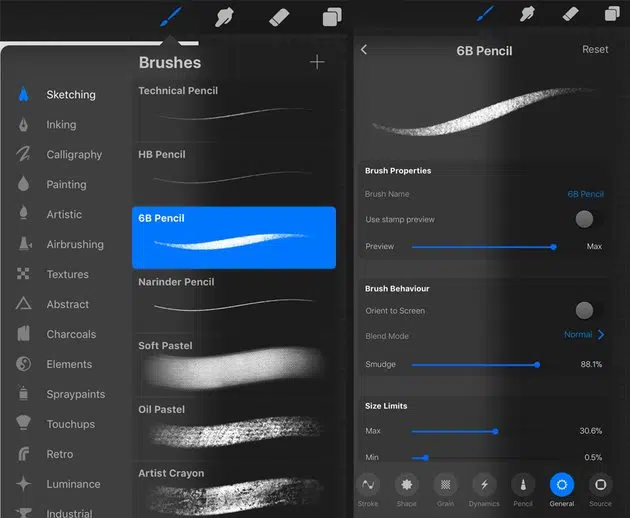 Brushes
Sketching
Inking
Calligraphy
Painting
Artistic
Airbrushing
Textures
Abstract
Charcoals
Elements
Spraypaints
Touchups
Retro
Luminance
Industrial
Technical Pencil
HB Pencil
6B Pencil
Narinder Pencil
Soft Pastel
Oil Pastel
Artist Crayon
6B Pencil Reset
Brush Properties
Brush Name 6B Pencil
Use stamp preview
Preview Max
Brush Behaviour
Orient to Screen
Blend Mode Normal
Smudge 88.1%
Size Limits
Max 30.6%
Min 0.5%
Stroke Shape Grain Dynamics Pencil General Source